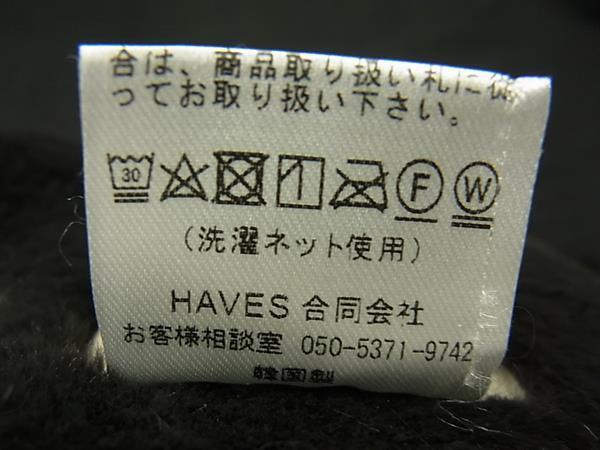 合は、商品取り扱い札に従
ってお取り扱い下さい。
30 F W
(洗濯ネット使用)
HAVES 合同会社
お客様相談室 050-5371-9742
韓国製